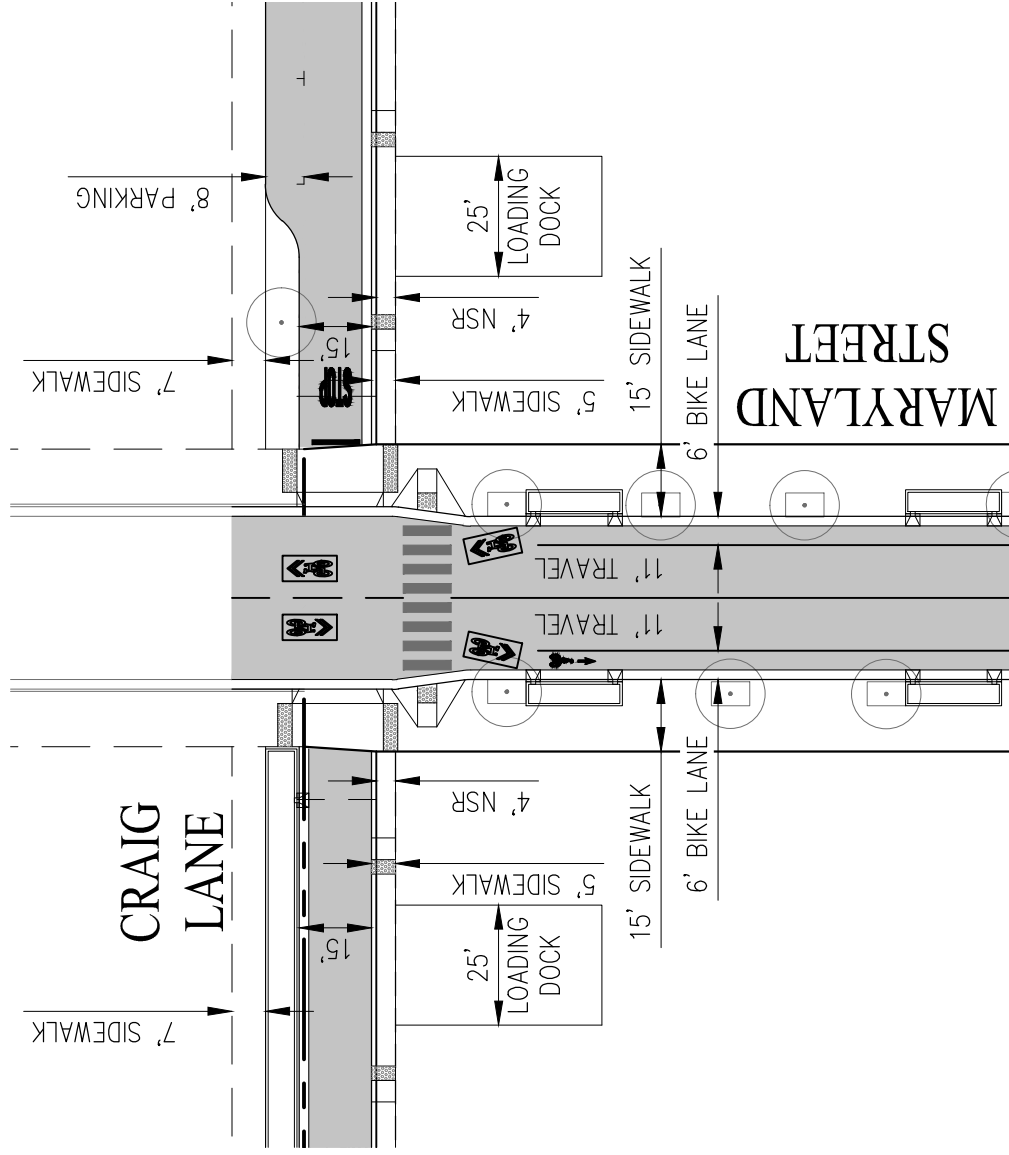 8' PARKING
25'
LOADING
DOCK
4' NSR
15'
7' SIDEWALK
STOP
5' SIDEWALK
15' SIDEWALK
6' BIKE LANE
MARYLAND
STREET
11' TRAVEL
11' TRAVEL
CRAIG
LANE
4' NSR
5' SIDEWALK
15' SIDEWALK
6' BIKE LANE
15'
25'
LOADING
DOCK
7' SIDEWALK